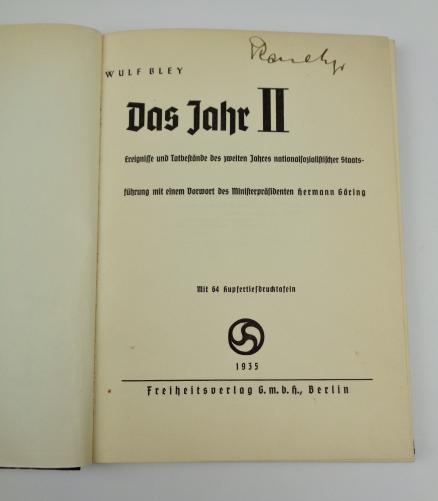 WULF BLEY
Das Jahr II
Ereignisse und Tatbestände des zweiten Jahres nationalsozialistischer Staats-
führung mit einem Vorwort des Ministerpräsidenten Hermann Göring
Mit 64 Kupfertiefdrucktafeln
1935
Freiheitsverlag G.m.b.H., Berlin